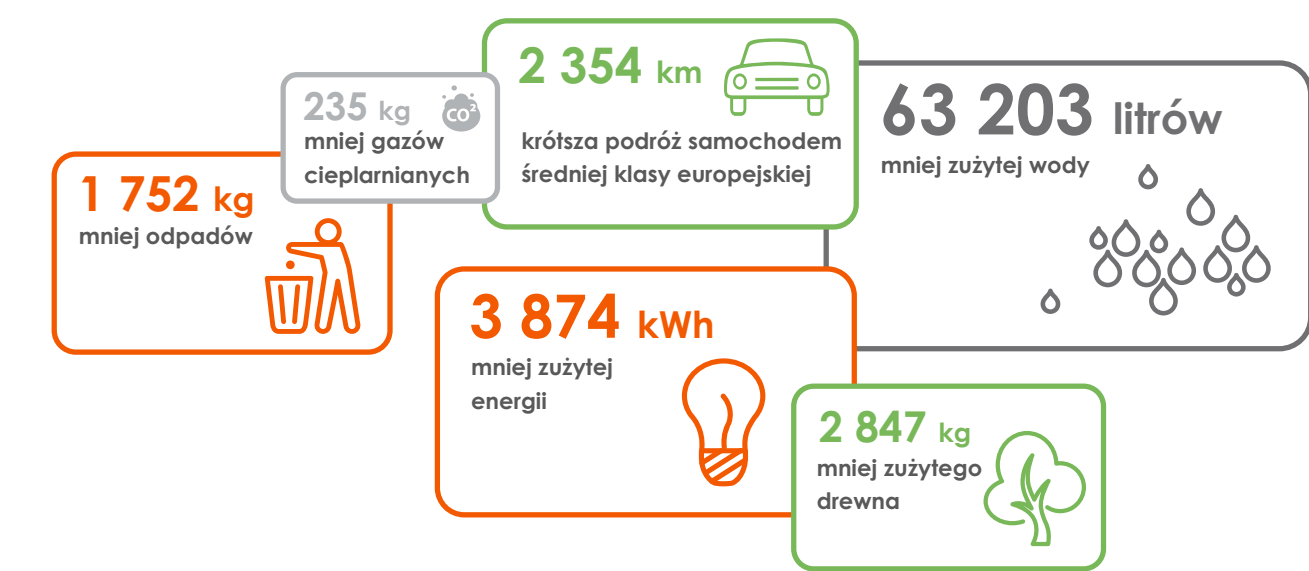 1 752 kg
mniej odpadów
235 kg
CO²
mniej gazów
cieplarnianych
2 354 km
krótsza podróż samochodem
średniej klasy europejskiej
63 203 litrów
mniej zużytej wody
3 874 kWh
mniej zużytej
energii
2 847 kg
mniej zużytego
drewna